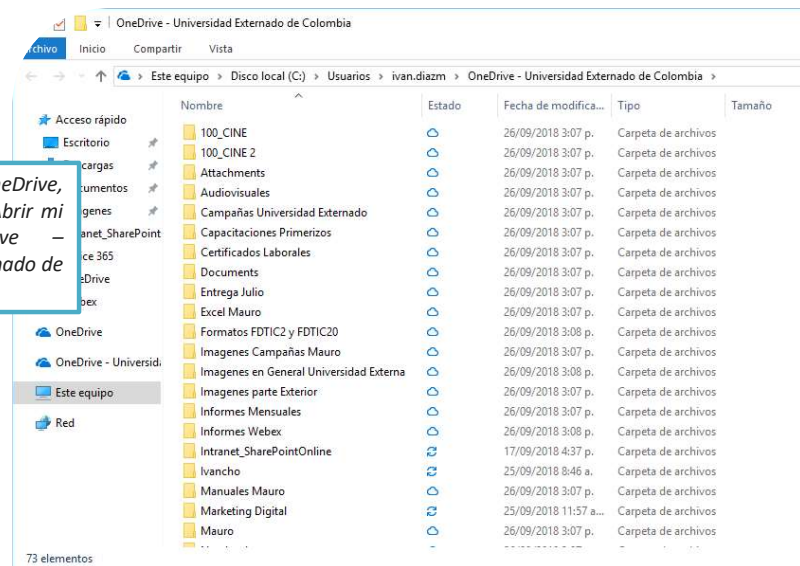 OneDrive - Universidad Externado de Colombia
Inicio Compartir Vista
Este equipo > Disco local (C:) > Usuarios > ivan.diazm > OneDrive - Universidad Externado de Colombia >
Nombre Estado Fecha de modifica... Tipo Tamaño
Acceso rápido
Escritorio
OneDrive
OneDrive - Universid
Este equipo
Red
Abrir mi
100_CINE 26/09/2018 3:07 p. Carpeta de archivos
100_CINE 2 26/09/2018 3:07 p. Carpeta de archivos
Attachments 26/09/2018 3:07 p. Carpeta de archivos
Audiovisuales 26/09/2018 3:07 p. Carpeta de archivos
Campañas Universidad Externado 26/09/2018 3:07 p. Carpeta de archivos
Capacitaciones Primerizos 26/09/2018 3:07 p. Carpeta de archivos
Certificados Laborales 26/09/2018 3:07 p. Carpeta de archivos
Documents 26/09/2018 3:07 p. Carpeta de archivos
Entrega Julio 26/09/2018 3:07 p. Carpeta de archivos
Excel Mauro 26/09/2018 3:07 p. Carpeta de archivos
Formatos FDTIC2 y FDTIC20 26/09/2018 3:08 p. Carpeta de archivos
Imagenes Campañas Mauro 26/09/2018 3:07 p. Carpeta de archivos
Imagenes en General Universidad Externa 26/09/2018 3:08 p. Carpeta de archivos
Imagenes parte Exterior 26/09/2018 3:07 p. Carpeta de archivos
Informes Mensuales 26/09/2018 3:07 p. Carpeta de archivos
Informes Webex 26/09/2018 3:08 p. Carpeta de archivos
Intranet_SharePointOnline 17/09/2018 4:37 p. Carpeta de archivos
Ivancho 25/09/2018 8:46 a. Carpeta de archivos
Manuales Mauro 26/09/2018 3:07 p. Carpeta de archivos
Marketing Digital 25/09/2018 11:57 a... Carpeta de archivos
Mauro 26/09/2018 3:07 p. Carpeta de archivos
73 elementos